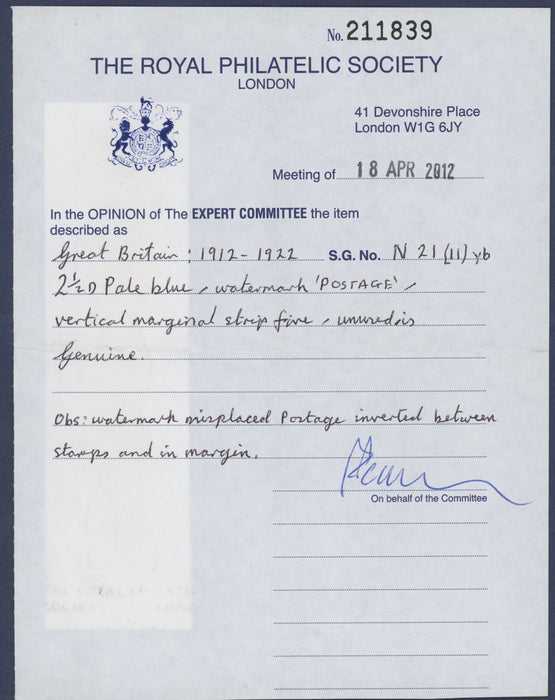 No. 211839
THE ROYAL PHILATELIC SOCIETY
LONDON
41 Devonshire Place
London W1G 6JY
Meeting of 18 APR 2012
In the OPINION of The EXPERT COMMITTEE the item
described as
Great Britain: 1912-1922 S.G. No. N 21 (11) yb
2½D Pale blue, watermark 'POSTAGE',
vertical marginal strip five, unused, is
Genuine.
Obs: watermark misplaced Postage inverted between
stamps and in margin.
On behalf of the Committee